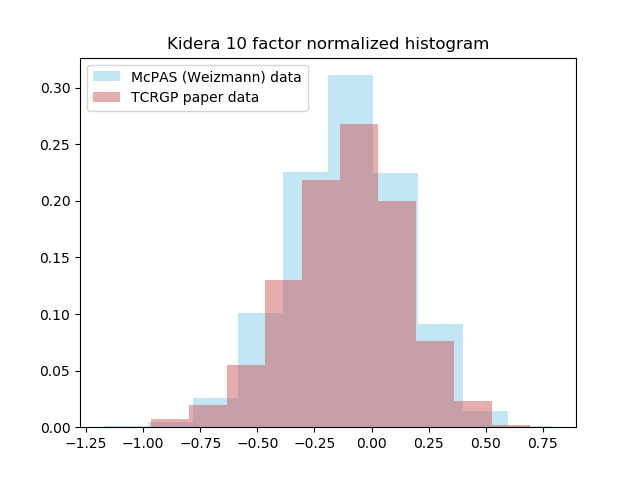 Kidera 10 factor normalized histogram
McPAS (Weizmann) data
TCRGP paper data
0.30
0.25
0.20
0.15
0.10
0.05
0.00
−1.25 −1.00 −0.75 −0.50 −0.25 0.00 0.25 0.50 0.75